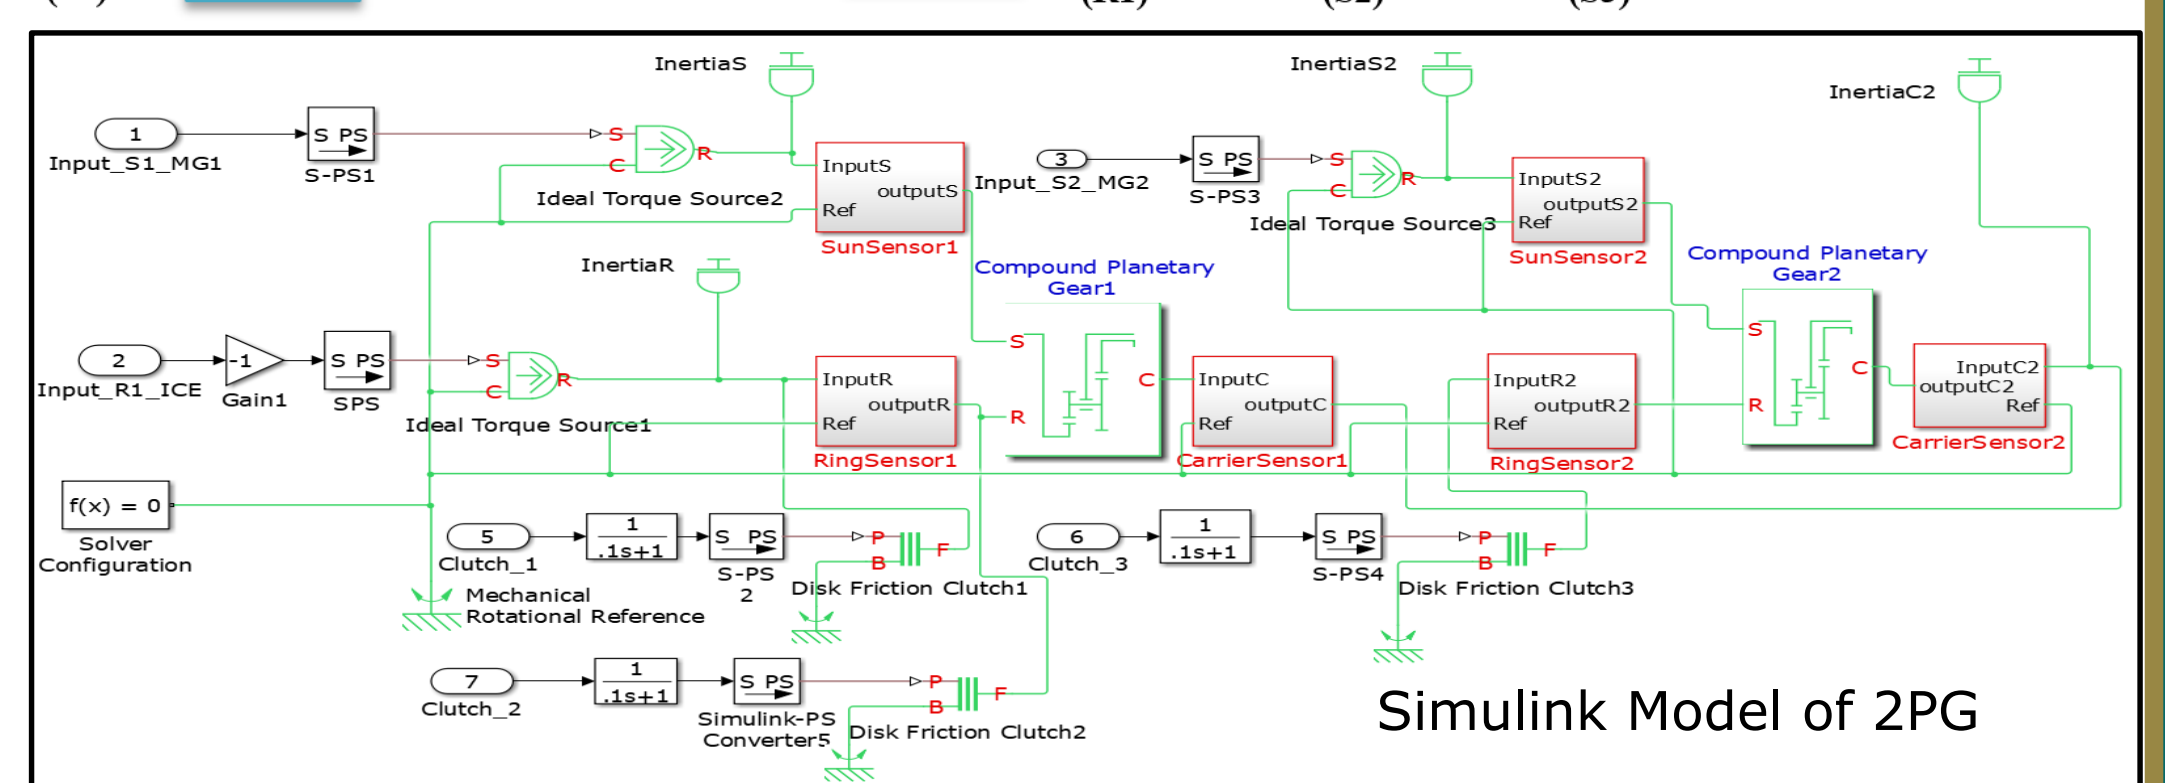 (R1) (S2) (S3)
InertiaS
InertiaS2
InertiaC2
1
Input_S1_MG1
S PS
S-PS1
S
C
R
Ideal Torque Source2
InputS
outputS
Ref
SunSensor1
3
Input_S2_MG2
S PS
S-PS3
S
C
R
Ideal Torque Source3
InputS2
outputS2
Ref
SunSensor2
InertiaR
Compound Planetary
Gear1
Compound Planetary
Gear2
2
Input_R1_ICE
-1
Gain1
S PS
SPS
S
C
R
Ideal Torque Source1
InputR
outputR
Ref
RingSensor1
S
R
C
InputC
outputC
Ref
CarrierSensor1
InputR2
outputR2
Ref
RingSensor2
S
R
C
InputC2
outputC2
Ref
CarrierSensor2
f(x) = 0
Solver
Configuration
Mechanical
Rotational Reference
5
Clutch_1
1
.1s+1
S PS
S-PS
2
P
B
F
Disk Friction Clutch1
6
Clutch_3
1
.1s+1
S PS
S-PS4
P
B
F
Disk Friction Clutch3
7
Clutch_2
1
.1s+1
S PS
Simulink-PS
Converter5
P
B
F
Disk Friction Clutch2
Simulink Model of 2PG